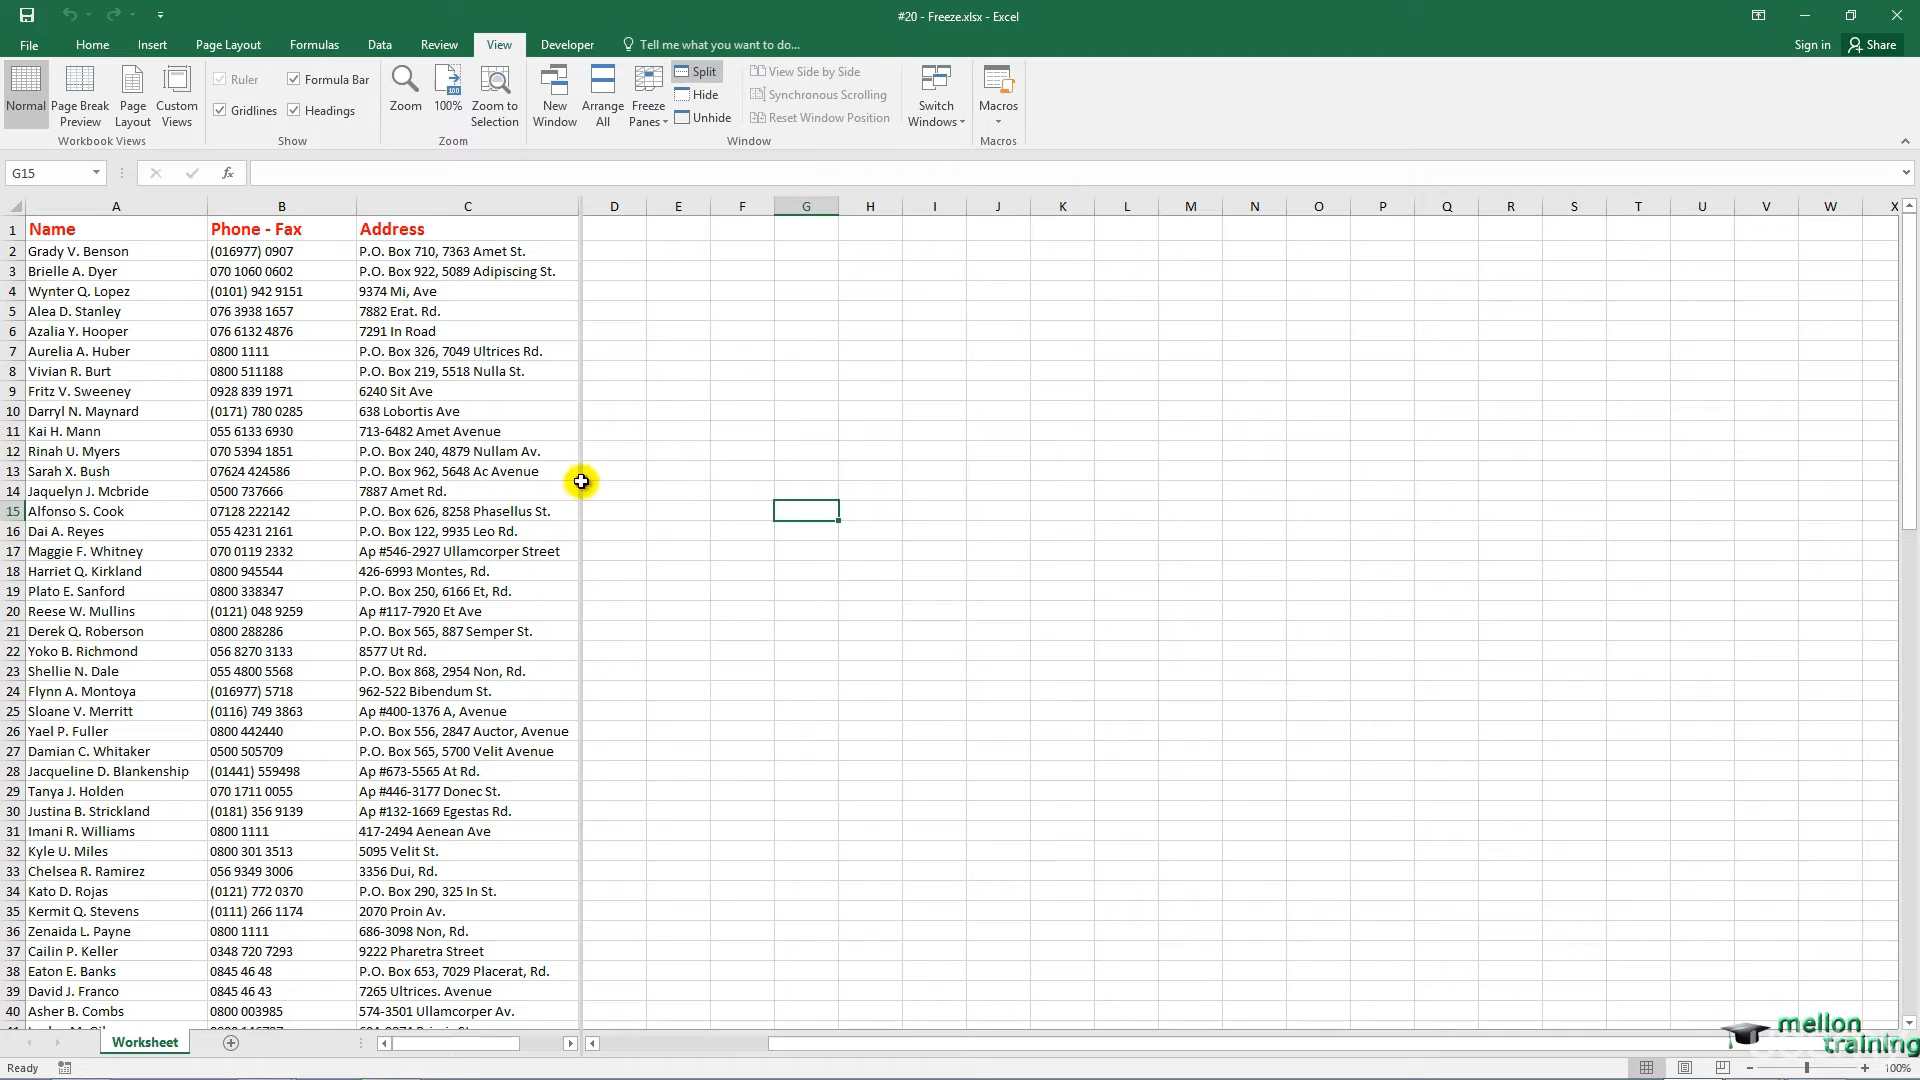 #20 - Freeze.xlsx - Excel
File Home Insert Page Layout Formulas Data Review View Developer Tell me what you want to do... Sign in Share
Normal Page Break Preview Page Layout Custom Views
Workbook Views
Ruler Formula Bar
Gridlines Headings
Show
Zoom 100% Zoom to Selection
Zoom
New Window Arrange All Freeze Panes
Split
Hide
Unhide
View Side by Side
Synchronous Scrolling
Reset Window Position
Switch Windows
Window
Macros
Macros
G15 fx
A B C D E F G H I J K L M N O P Q R S T U V W X
1 Name Phone - Fax Address
2 Grady V. Benson (016977) 0907 P.O. Box 710, 7363 Amet St.
3 Brielle A. Dyer 070 1060 0602 P.O. Box 922, 5089 Adipiscing St.
4 Wynter Q. Lopez (0101) 942 9151 9374 Mi, Ave
5 Alea D. Stanley 076 3938 1657 7882 Erat. Rd.
6 Azalia Y. Hooper 076 6132 4876 7291 In Road
7 Aurelia A. Huber 0800 1111 P.O. Box 326, 7049 Ultrices Rd.
8 Vivian R. Burt 0800 511188 P.O. Box 219, 5518 Nulla St.
9 Fritz V. Sweeney 0928 839 1971 6240 Sit Ave
10 Darryl N. Maynard (0171) 780 0285 638 Lobortis Ave
11 Kai H. Mann 055 6133 6930 713-6482 Amet Avenue
12 Rinah U. Myers 070 5394 1851 P.O. Box 240, 4879 Nullam Av.
13 Sarah X. Bush 07624 424586 P.O. Box 962, 5648 Ac Avenue
14 Jaquelyn J. Mcbride 0500 737666 7887 Amet Rd.
15 Alfonso S. Cook 07128 222142 P.O. Box 626, 8258 Phasellus St.
16 Dai A. Reyes 055 4231 2161 P.O. Box 122, 9935 Leo Rd.
17 Maggie F. Whitney 070 0119 2332 Ap #546-2927 Ullamcorper Street
18 Harriet Q. Kirkland 0800 945544 426-6993 Montes, Rd.
19 Plato E. Sanford 0800 338347 P.O. Box 250, 6166 Et, Rd.
20 Reese W. Mullins (0121) 048 9259 Ap #117-7920 Et Ave
21 Derek Q. Roberson 0800 288286 P.O. Box 565, 887 Semper St.
22 Yoko B. Richmond 056 8270 3133 8577 Ut Rd.
23 Shellie N. Dale 055 4800 5568 P.O. Box 868, 2954 Non, Rd.
24 Flynn A. Montoya (016977) 5718 962-522 Bibendum St.
25 Sloane V. Merritt (0116) 749 3863 Ap #400-1376 A, Avenue
26 Yael P. Fuller 0800 442440 P.O. Box 556, 2847 Auctor, Avenue
27 Damian C. Whitaker 0500 505709 P.O. Box 565, 5700 Velit Avenue
28 Jacqueline D. Blankenship (01441) 559498 Ap #673-5565 At Rd.
29 Tanya J. Holden 070 1711 0055 Ap #446-3177 Donec St.
30 Justina B. Strickland (0181) 356 9139 Ap #132-1669 Egestas Rd.
31 Imani R. Williams 0800 1111 417-2494 Aenean Ave
32 Kyle U. Miles 0800 301 3513 5095 Velit St.
33 Chelsea R. Ramirez 056 9349 3006 3356 Dui, Rd.
34 Kato D. Rojas (0121) 772 0370 P.O. Box 290, 325 In St.
35 Kermit Q. Stevens (0111) 266 1174 2070 Proin Av.
36 Zenaida L. Payne 0800 1111 686-3098 Non, Rd.
37 Cailin P. Keller 0348 720 7293 9222 Pharetra Street
38 Eaton E. Banks 0845 46 48 P.O. Box 653, 7029 Placerat, Rd.
39 David J. Franco 0845 46 43 7265 Ultrices. Avenue
40 Asher B. Combs 0800 003985 574-3501 Ullamcorper Av.
Worksheet
mellon
training
Ready 100%